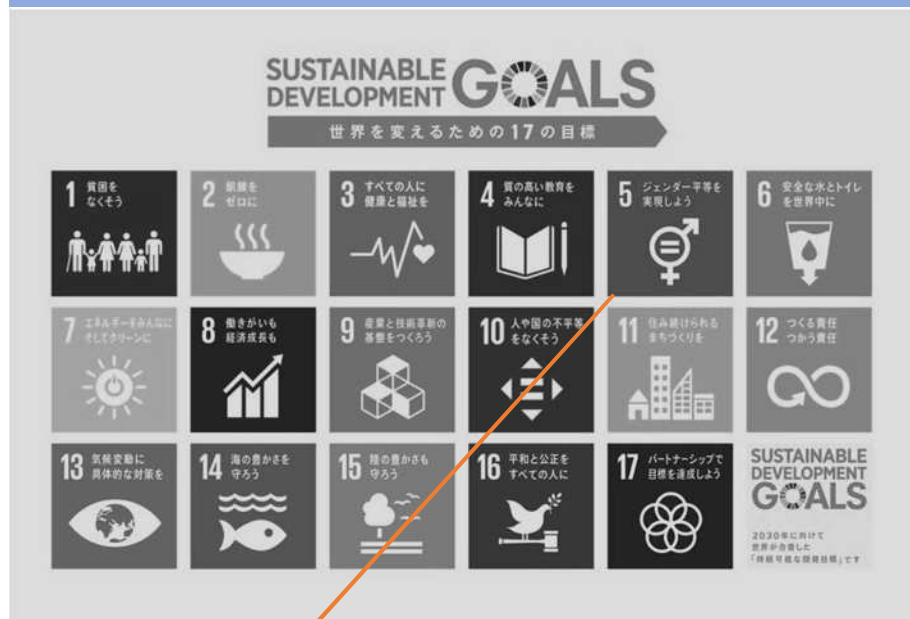 SUSTAINABLE
DEVELOPMENT
GOALS
世界を変えるための17の目標
1 貧困を
なくそう
2 飢餓を
ゼロに
3 すべての人に
健康と福祉を
4 質の高い教育を
みんなに
5 ジェンダー平等を
実現しよう
6 安全な水とトイレ
を世界中に
7 エネルギーをみんなに
そしてクリーンに
8 働きがいも
経済成長も
9 産業と技術革新の
基盤をつくろう
10 人や国の不平等
をなくそう
11 住み続けられる
まちづくりを
12 つくる責任
つかう責任
13 気候変動に
具体的な対策を
14 海の豊かさを
守ろう
15 陸の豊かさも
守ろう
16 平和と公正を
すべての人に
17 パートナーシップで
目標を達成しよう
SUSTAINABLE
DEVELOPMENT
GOALS
2030年に向けて
世界が合意した
「持続可能な開発目標」です